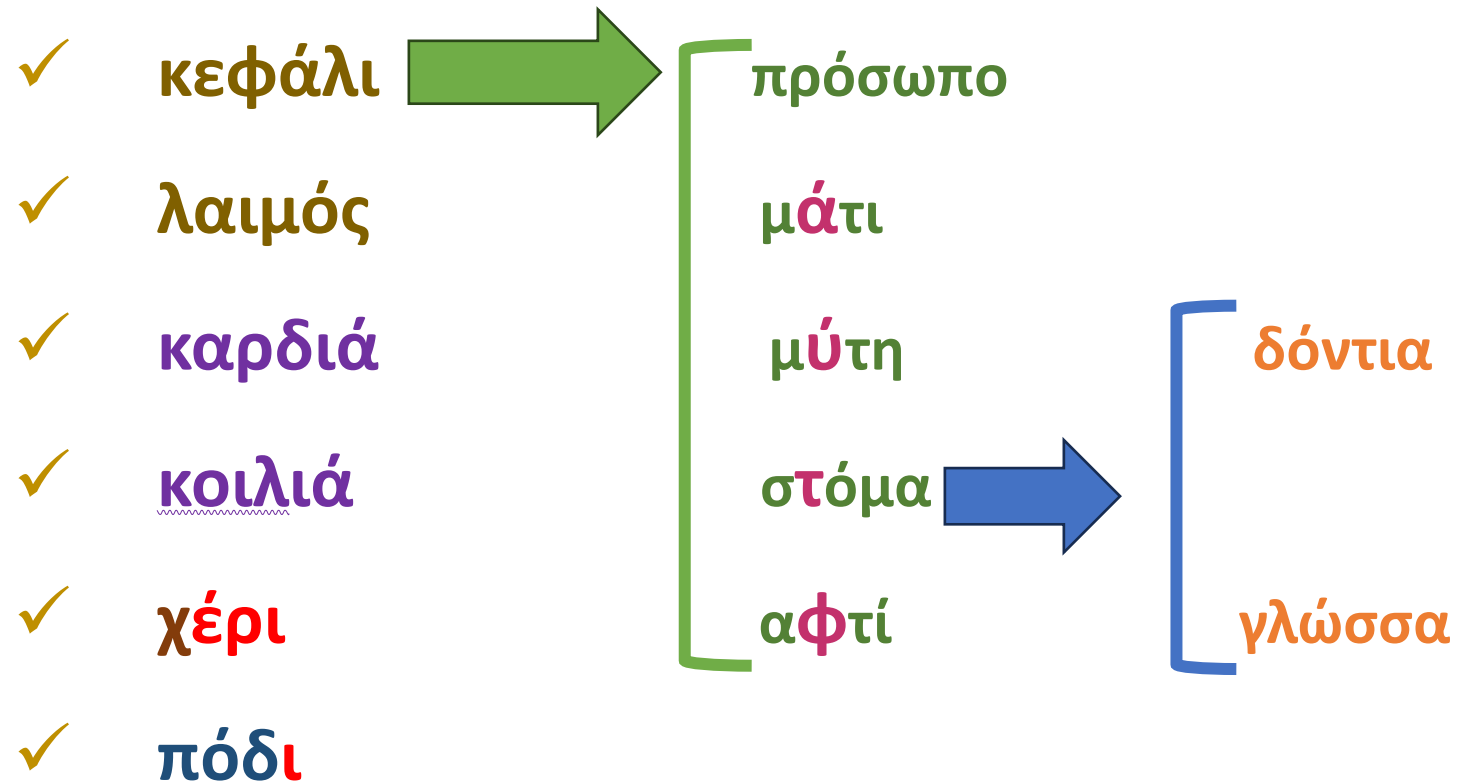 κεφάλι πρόσωπο
λαιμός μάτι
καρδιά μύτη δόντια
κοιλιά στόμα
χέρι αφτί γλώσσα
πόδι